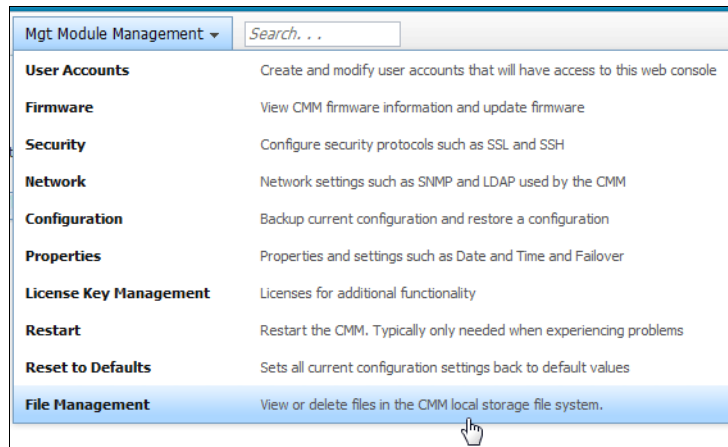 Mgt Module Management Search. . .
User Accounts Create and modify user accounts that will have access to this web console
Firmware View CMM firmware information and update firmware
Security Configure security protocols such as SSL and SSH
Network Network settings such as SNMP and LDAP used by the CMM
Configuration Backup current configuration and restore a configuration
Properties Properties and settings such as Date and Time and Failover
License Key Management Licenses for additional functionality
Restart Restart the CMM. Typically only needed when experiencing problems
Reset to Defaults Sets all current configuration settings back to default values
File Management View or delete files in the CMM local storage file system.